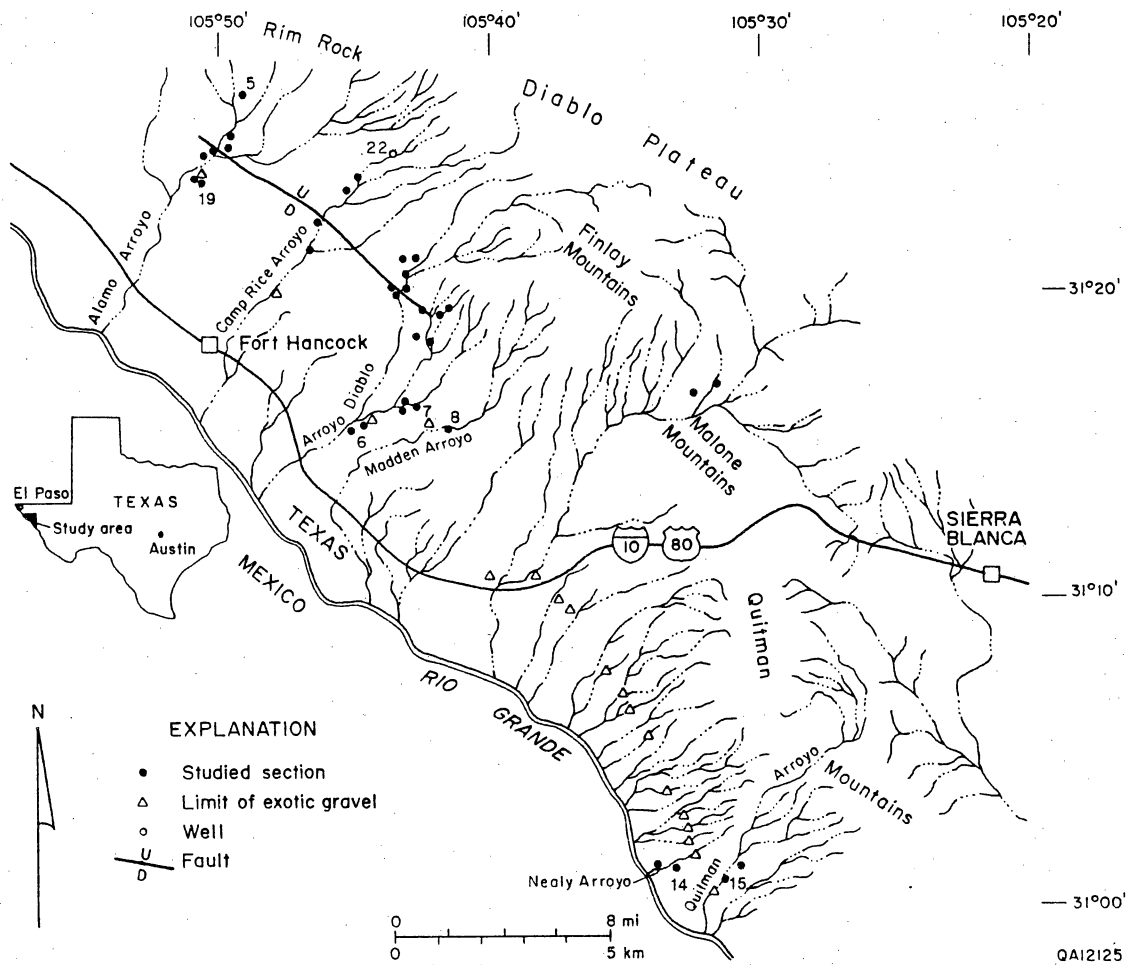 105°50'
105°40'
105°30'
105°20'
Rim Rock
Diablo Plateau
5
22
19
U
D
Alamo Arroyo
Camp Rice Arroyo
Finlay
Mountains
31°20'
Fort Hancock
Arroyo Diablo
7
8
6
Madden Arroyo
Malone
Mountains
El Paso
TEXAS
Study area
Austin
TEXAS
MEXICO
10
80
SIERRA
BLANCA
31°10'
Quitman
Mountains
RIO
GRANDE
N
EXPLANATION
Studied section
Limit of exotic gravel
Well
U
D
Fault
Quitman Arroyo
Nealy Arroyo
14
15
31°00'
0
8 mi
0
5 km
QA12125